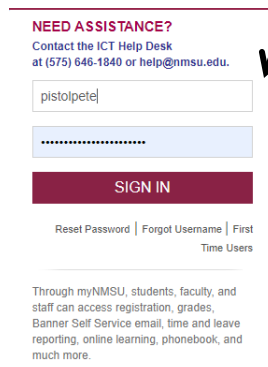 NEED ASSISTANCE?
Contact the ICT Help Desk
at (575) 646-1840 or help@nmsu.edu.
pistolpete
••••••••••••••••••••••••
SIGN IN
Reset Password | Forgot Username | First
Time Users
Through myNMSU, students, faculty, and
staff can access registration, grades,
Banner Self Service email, time and leave
reporting, online learning, phonebook, and
much more.